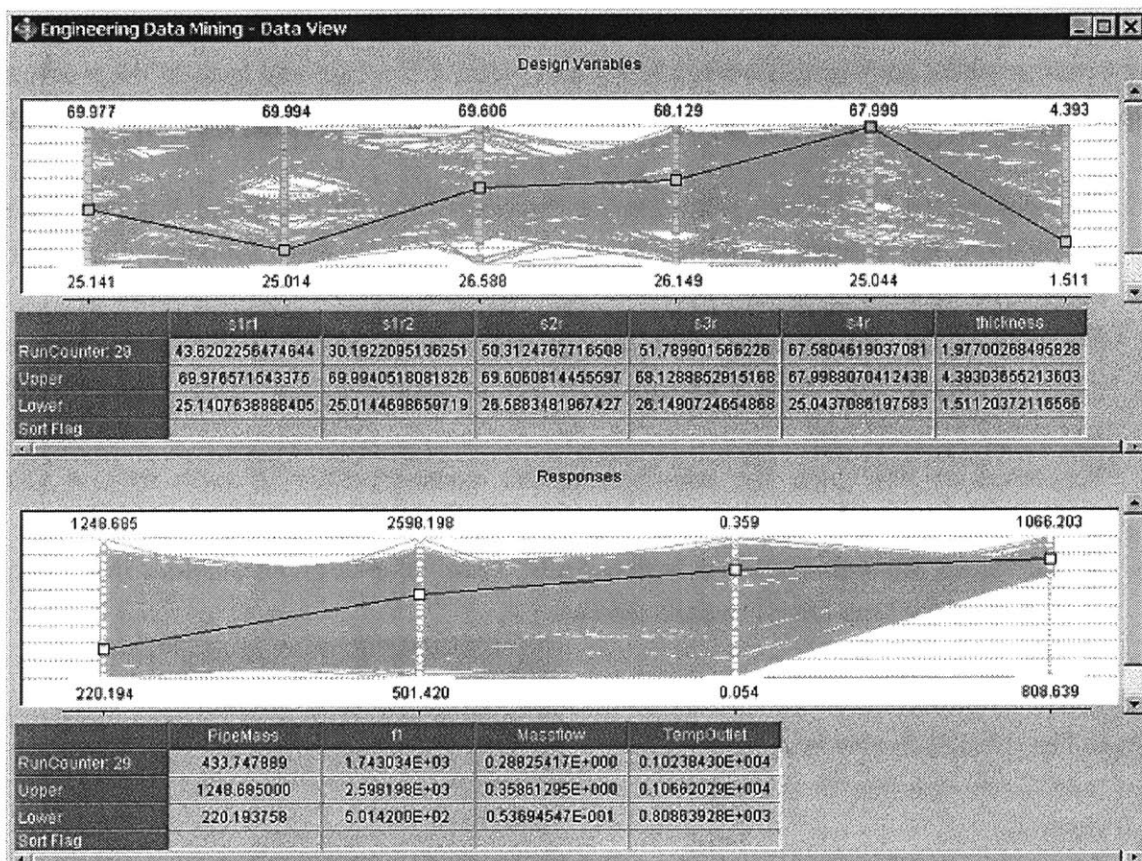 Engineering Data Mining - Data View
Design Variables
69.977 69.994 69.606 68.129 67.999 4.393
25.141 25.014 26.588 26.149 25.044 1.511
s1r1 s1r2 s2r s3r s4r thickness
RunCounter: 29 43.6202256474644 30.1922095136251 50.3124767716508 51.789901566226 67.5804619037081 1.97700268495828
Upper 69.976571543375 69.9940518081826 69.6060814455597 68.1288852915168 67.9988070412438 4.39303655213603
Lower 25.1407638888405 25.0144698659719 26.5883481967427 26.1490724654868 25.0437086197583 1.51120372116566
Sort Flag
Responses
1248.685 2598.198 0.359 1066.203
220.194 501.420 0.054 808.639
PipeMass f1 Massflow TempOutlet
RunCounter: 29 433.747889 1.743034E+03 0.28825417E+000 0.10238430E+004
Upper 1248.685000 2.598198E+03 0.35861295E+000 0.10662029E+004
Lower 220.193758 5.014200E+02 0.53694547E-001 0.80863928E+003
Sort Flag